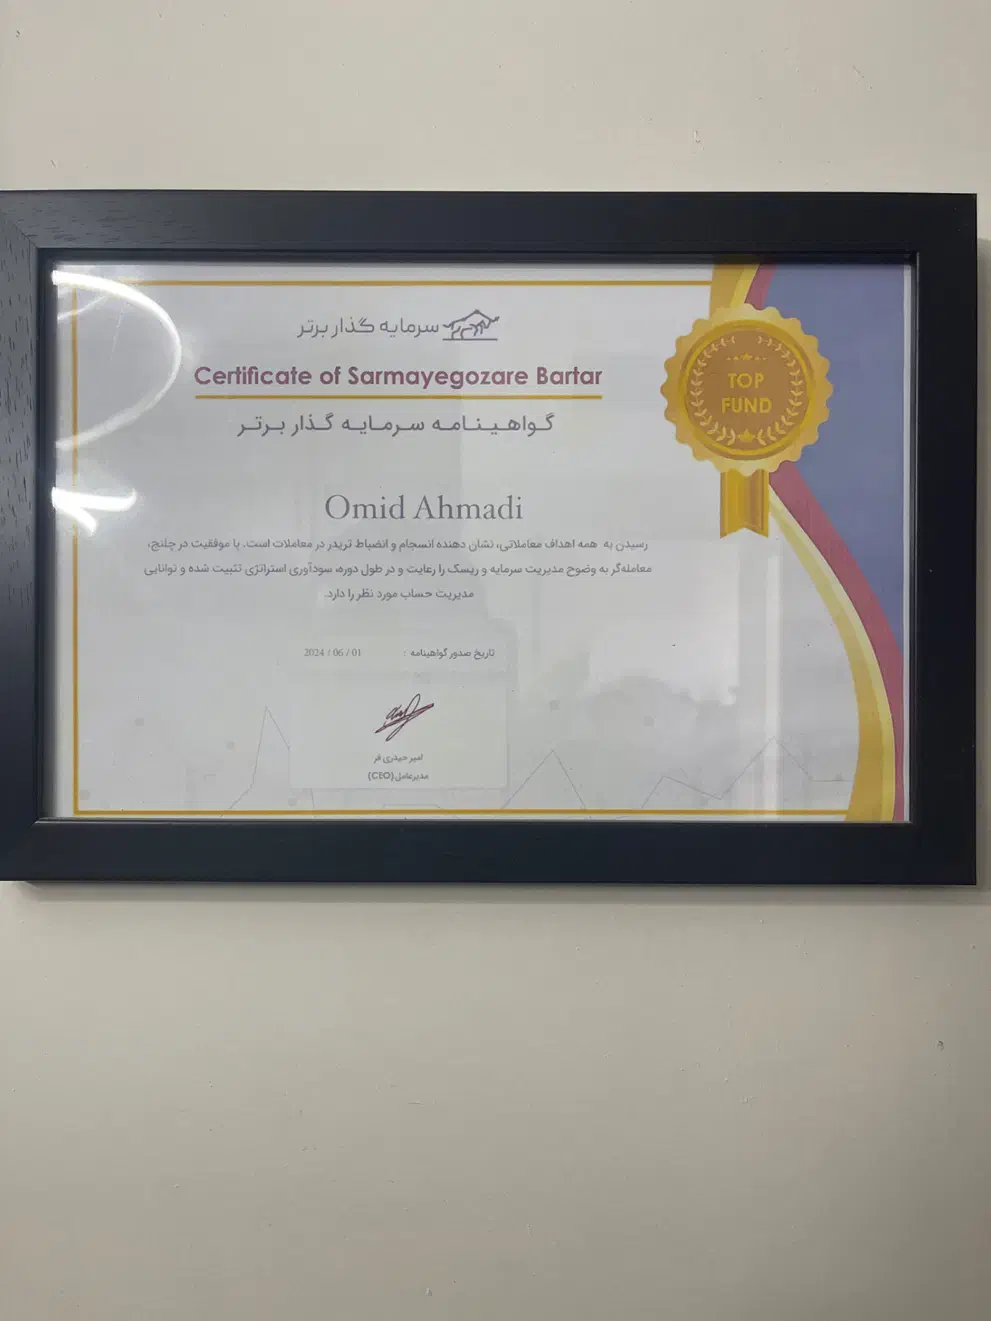 سرمایه گذار برتر
Certificate of Sarmayegozare Bartar
گواهینامه سرمایه گذار برتر
TOP
FUND
Omid Ahmadi
رسیدن به همه اهداف معاملاتی، نشان دهنده انسجام و انضباط تریدر در معاملات است. با موفقیت در چلنج،
معامله‌گر به وضوح مدیریت سرمایه و ریسک را رعایت و در طول دوره، سودآوری استراتژی تثبیت شده و توانایی
مدیریت حساب مورد نظر را دارد.
تاریخ صدور گواهینامه : 2024 / 06 / 01
امیر حیدری فر
مدیرعامل(CEO)